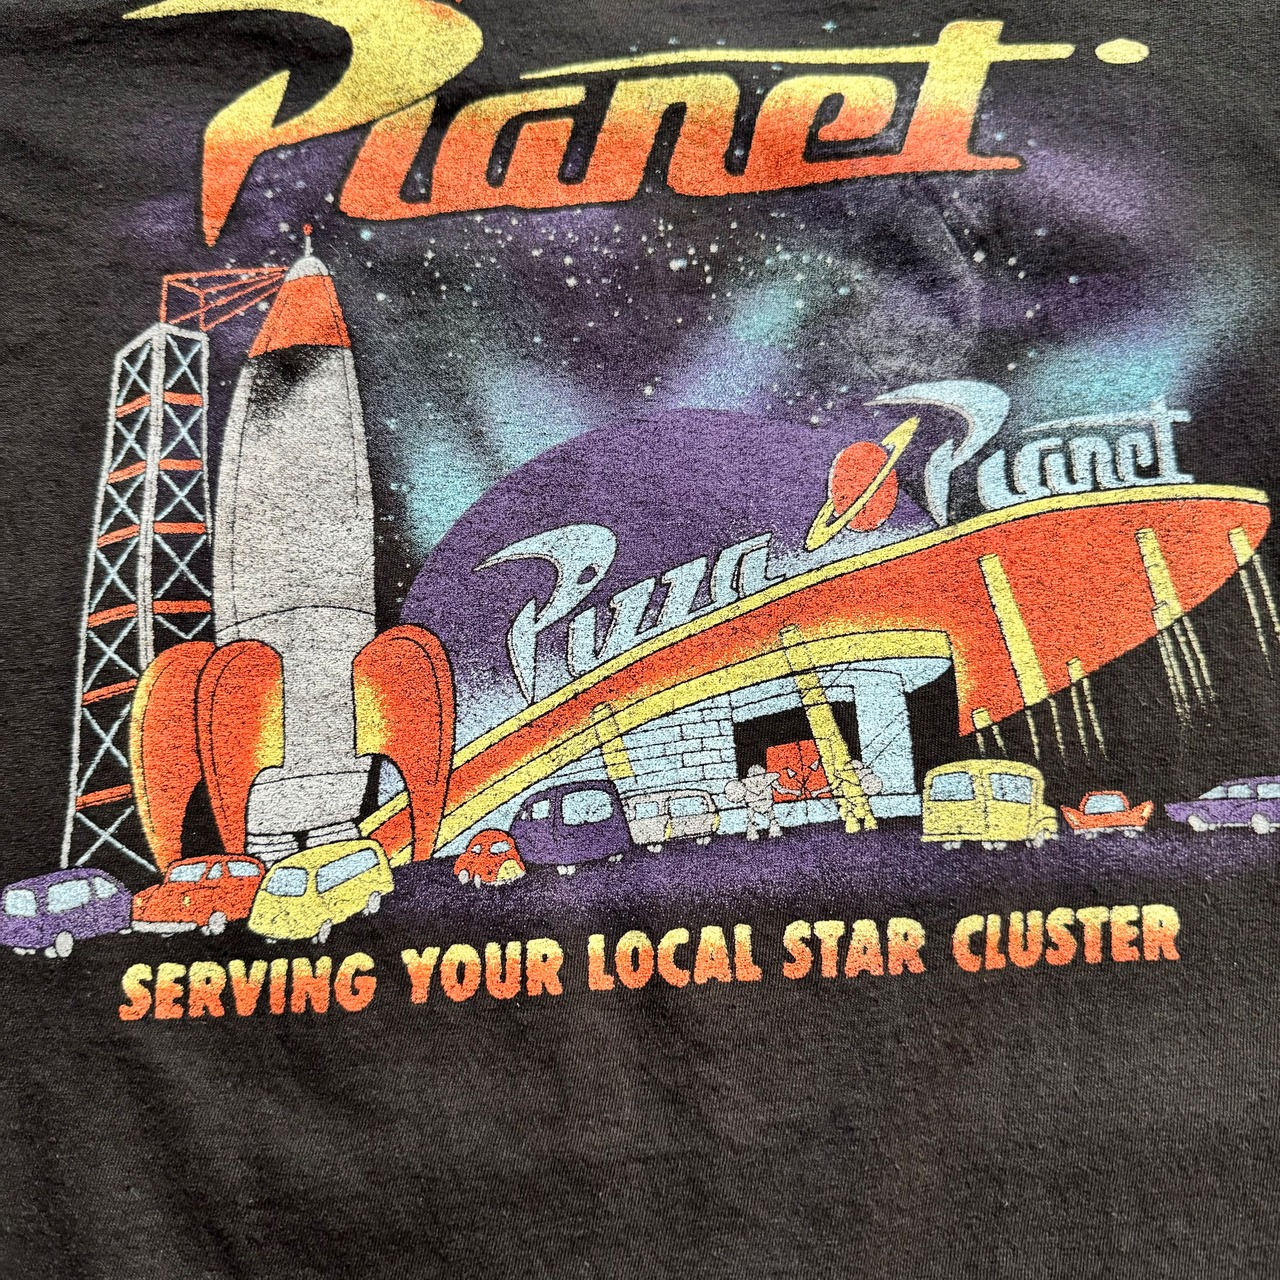 Planet
Pizza Planet
SERVING YOUR LOCAL STAR CLUSTER